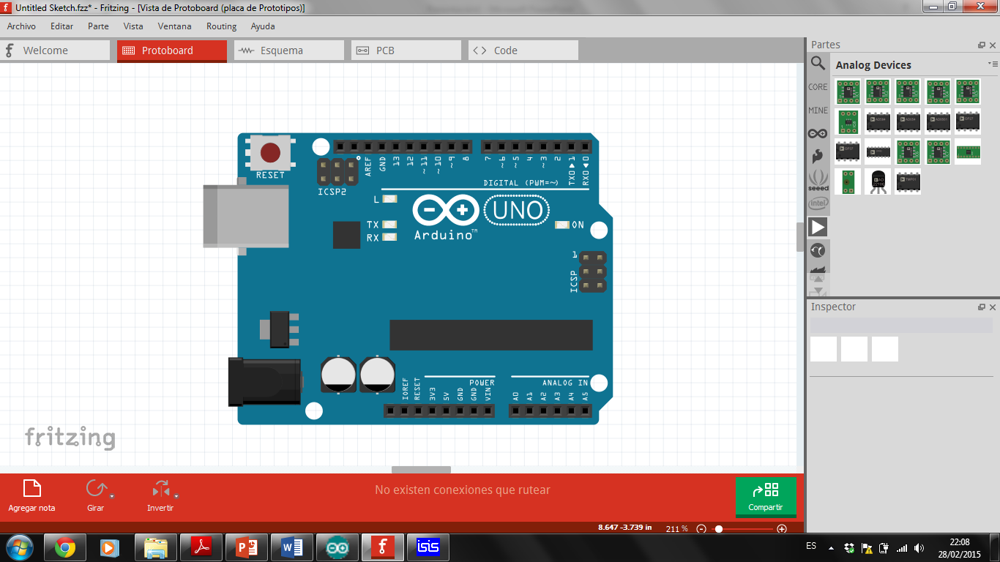 Untitled Sketch.fzz* - Fritzing - [Vista de Protoboard (placa de Prototipos)]
Archivo Editar Parte Vista Ventana Routing Ayuda
Welcome Protoboard Esquema PCB Code
Partes
Analog Devices
CORE
MINE
seeed
intel
RESET
ICSP2
AREF
GND
13
12
~11
~10
~9
8
7
~6
~5
4
~3
2
TX0▶1
RX0◀0
DIGITAL (PWM=~)
L
TX
RX
Arduino™
UNO
ON
1
ICSP
Inspector
IOREF
RESET
3V3
5V
GND
GND
VIN
POWER
ANALOG IN
A0
A1
A2
A3
A4
A5
fritzing
Agregar nota
Girar
Invertir
No existen conexiones que rutear
Compartir
8.647 -3.739 in
211 %
isis
ES
22:08
28/02/2015